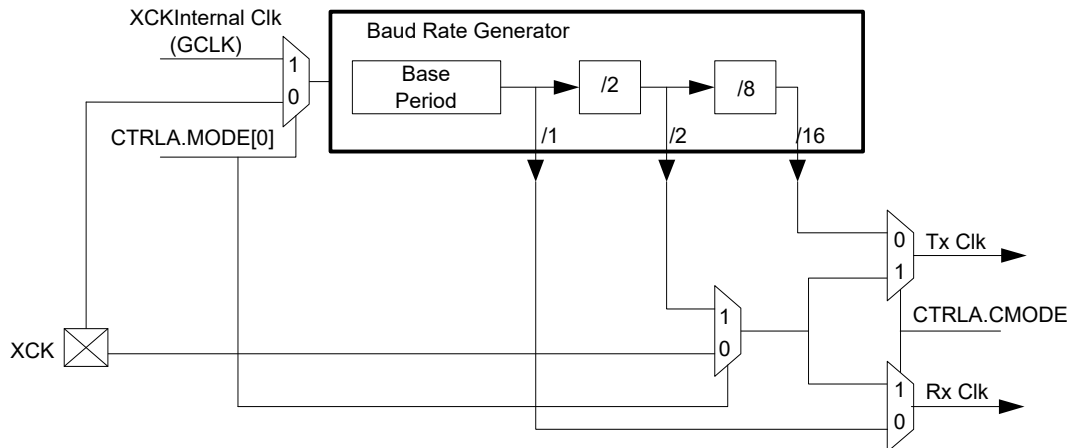 XCKInternal Clk
(GCLK)
Baud Rate Generator
1
0
Base
Period
/2
/8
CTRLA.MODE[0]
/1
/2
/16
0
Tx Clk
1
1
CTRLA.CMODE
XCK
0
1
Rx Clk
0